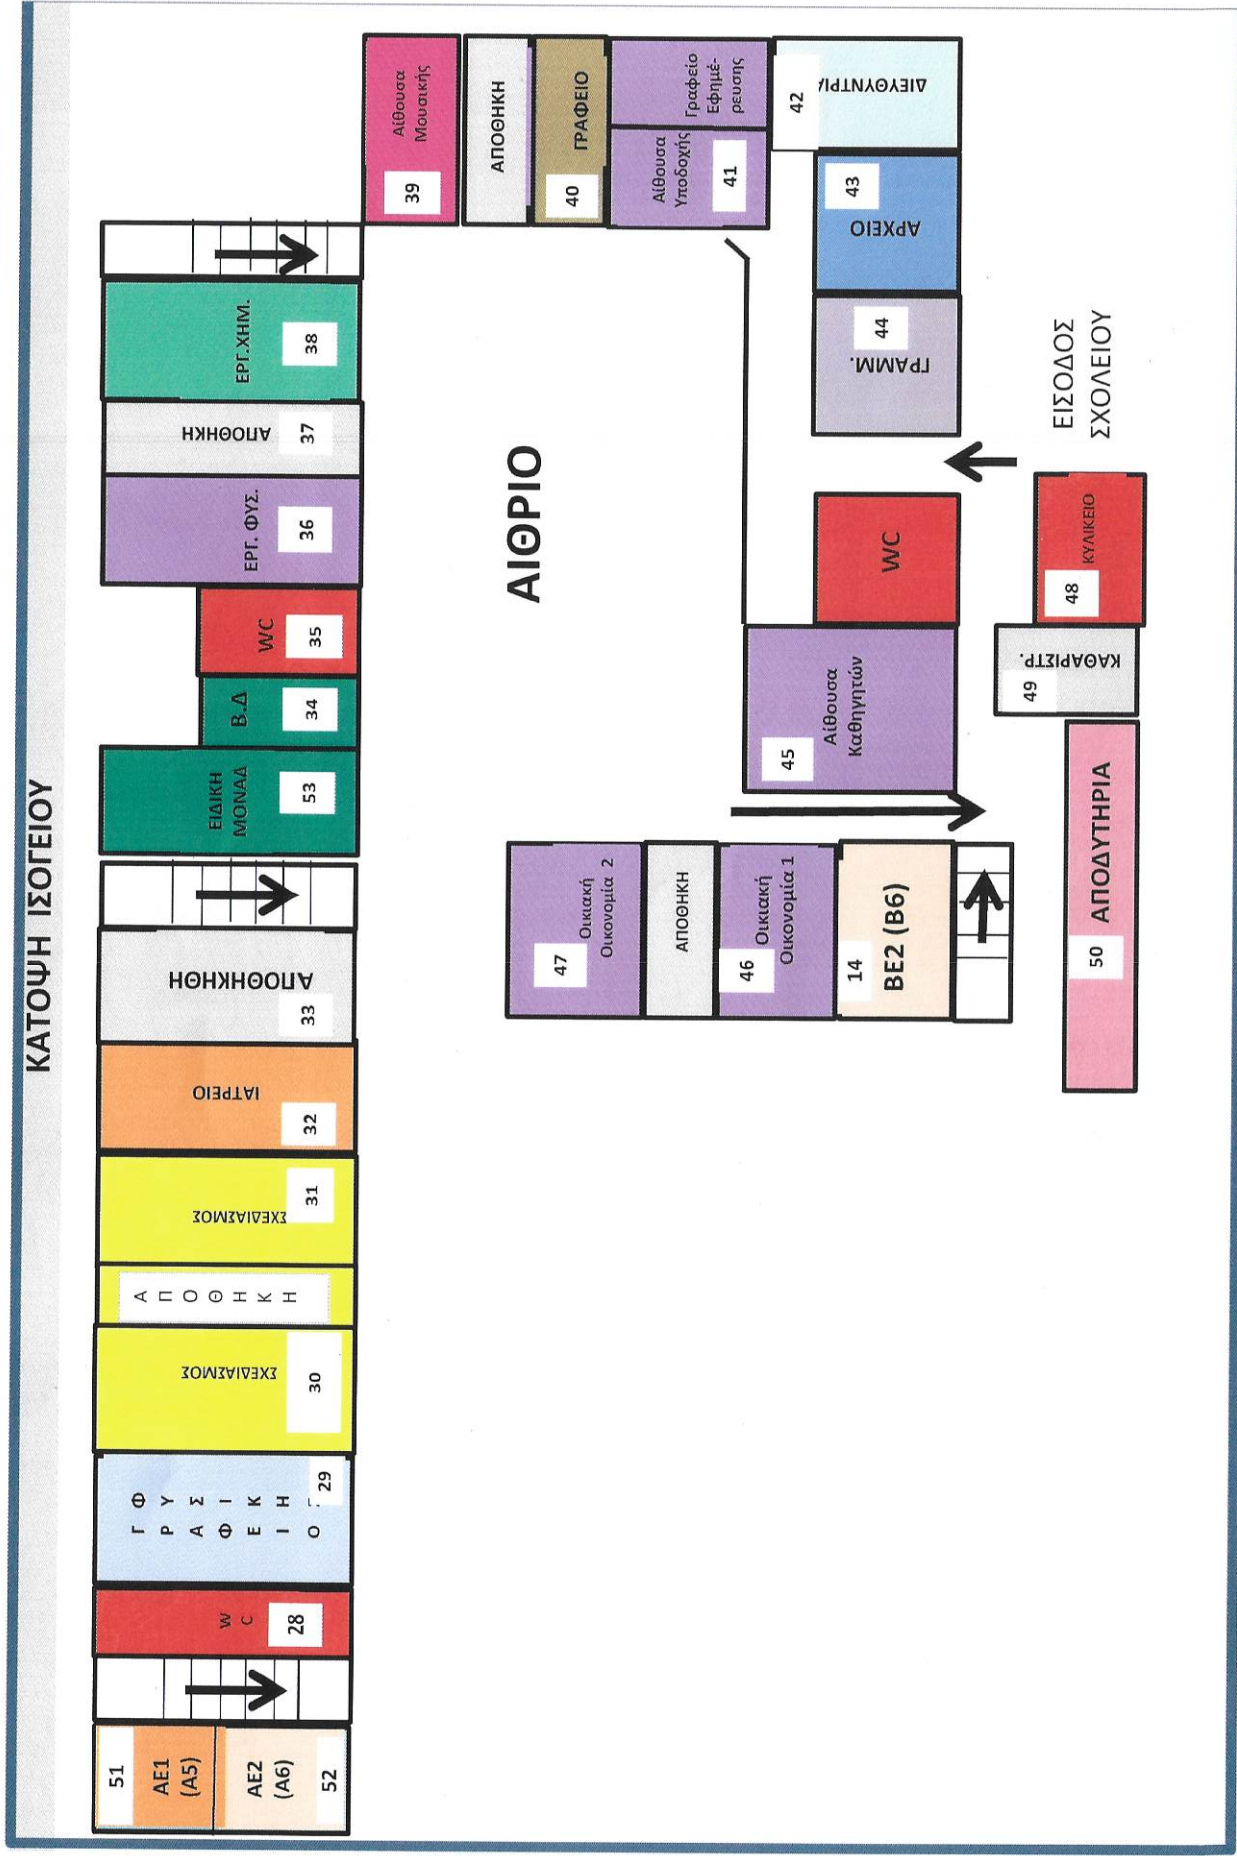 ΚΑΤΟΨΗ ΙΣΟΓΕΙΟΥ
51
ΑΕ1
(Α5)
ΑΕ2
(Α6)
52
W
C
28
Γ Φ
Ρ Υ
Α Σ
Φ Ι
Ε Κ
Ι Η
Ο
29
ΣΧΕΔΙΑΣΜΟΣ
30
Α
Π
Ο
Θ
Η
Κ
Η
ΣΧΕΔΙΑΣΜΟΣ
31
ΙΑΤΡΕΙΟ
32
ΑΠΟΘΗΚΗΘΗ
33
ΕΙΔΙΚΗ
ΜΟΝΑΔ
53
Β.Δ
34
WC
35
ΕΡΓ. ΦΥΣ.
36
ΑΠΟΘΗΚΗ
37
ΕΡΓ.ΧΗΜ.
38
Αίθουσα
Μουσικής
39
ΑΠΟΘΗΚΗ
ΓΡΑΦΕΙΟ
40
Γραφείο
Εφημέ-
ρευσης
Αίθουσα
Υποδοχής
41
42
ΔΙΕΥΘΥΝΤΡΙΑ
43
ΑΡΧΕΙΟ
44
ΓΡΑΜΜ.
ΑΙΘΡΙΟ
WC
45
Αίθουσα
Καθηγητών
47
Οικιακή
Οικονομία 2
ΑΠΟΘΗΚΗ
46
Οικιακή
Οικονομία 1
14
ΒΕ2 (Β6)
ΕΙΣΟΔΟΣ
ΣΧΟΛΕΙΟΥ
48
ΚΥΛΙΚΕΙΟ
49
ΚΑΘΑΡΙΣΤΡ.
50
ΑΠΟΔΥΤΗΡΙΑ